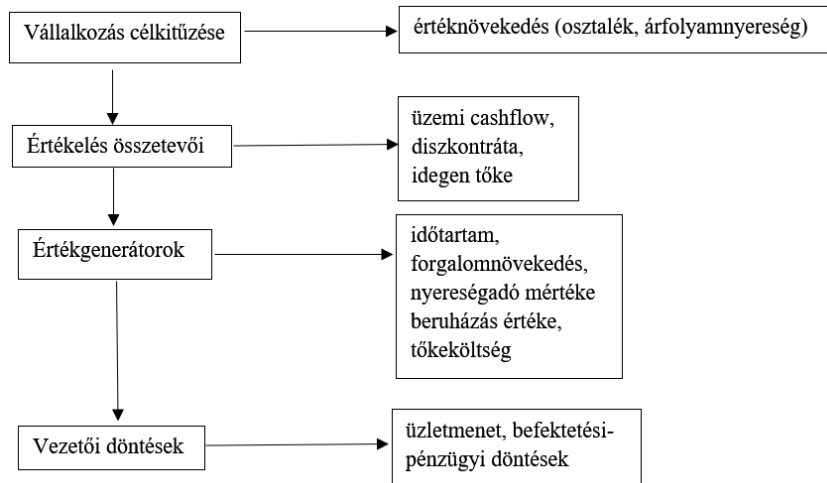 Vállalkozás célkitűzése
értéknövekedés (osztalék, árfolyamnyereség)
Értékelés összetevői
üzemi cashflow,
diszkontráta,
idegen tőke
Értékgenerátorok
időtartam,
forgalomnövekedés,
nyereségadó mértéke
beruházás értéke,
tőkeköltség
Vezetői döntések
üzletmenet, befektetési-
pénzügyi döntések